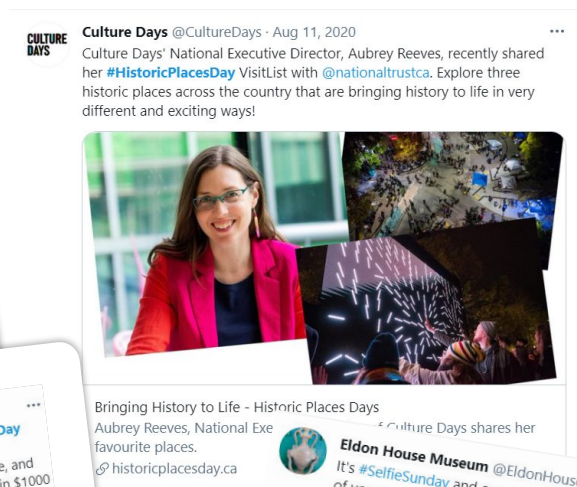 CULTURE
DAYS
Culture Days @CultureDays · Aug 11, 2020
Culture Days' National Executive Director, Aubrey Reeves, recently shared
her #HistoricPlacesDay VisitList with @nationaltrustca. Explore three
historic places across the country that are bringing history to life in very
different and exciting ways!
Bringing History to Life - Historic Places Days
Aubrey Reeves, National Exe of Culture Days shares her
favourite places.
historicplacesday.ca
Day
e, and
in $1000
Eldon House Museum @EldonHous
It's #SelfieSunday and